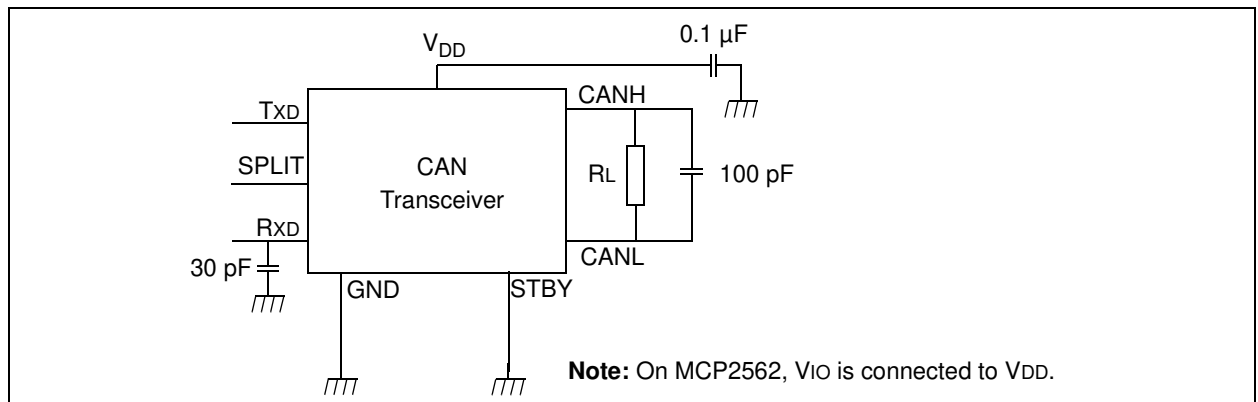 0.1 µF
VDD
CANH
TXD
SPLIT
CAN
Transceiver
RL
100 pF
RXD
CANL
30 pF
GND
STBY
Note: On MCP2562, VIO is connected to VDD.